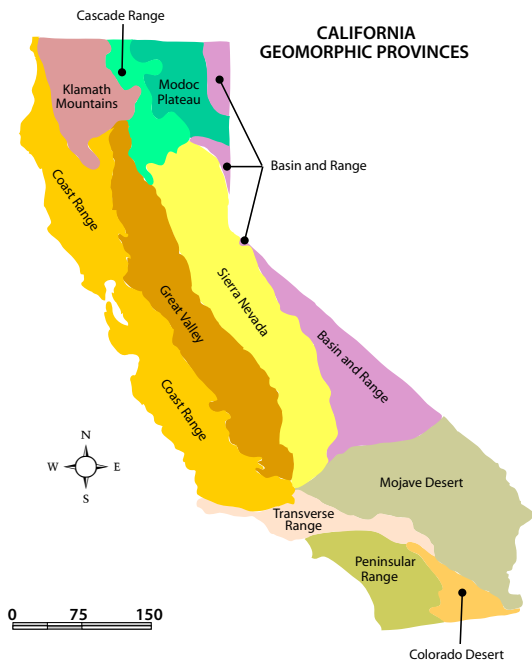 Cascade Range
CALIFORNIA
GEOMORPHIC PROVINCES
Klamath
Mountains
Modoc
Plateau
Basin and Range
Coast Range
Great Valley
Sierra Nevada
Basin and Range
Coast Range
N
W
E
S
Mojave Desert
Transverse
Range
Peninsular
Range
0 75 150
Colorado Desert